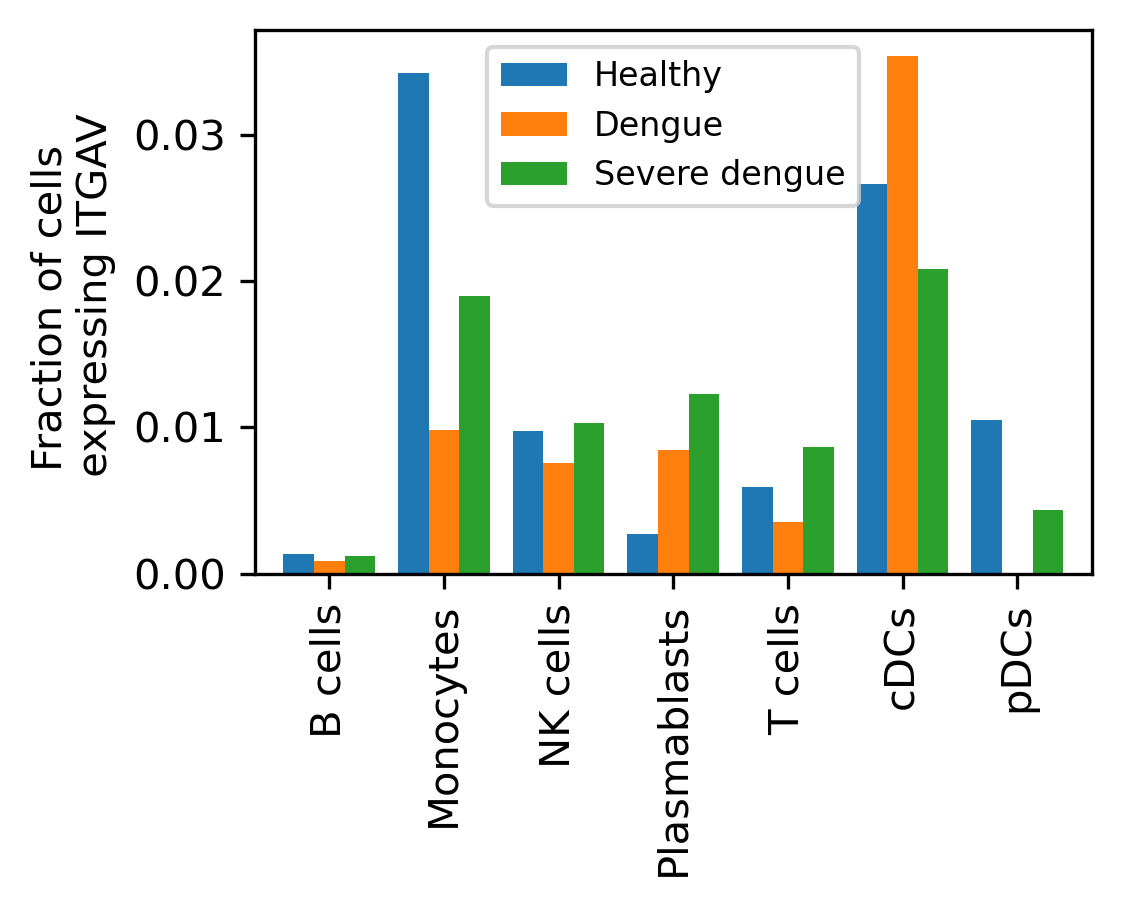 Fraction of cells
expressing ITGAV
0.03
0.02
0.01
0.00
Healthy
Dengue
Severe dengue
B cells
Monocytes
NK cells
Plasmablasts
T cells
cDCs
pDCs